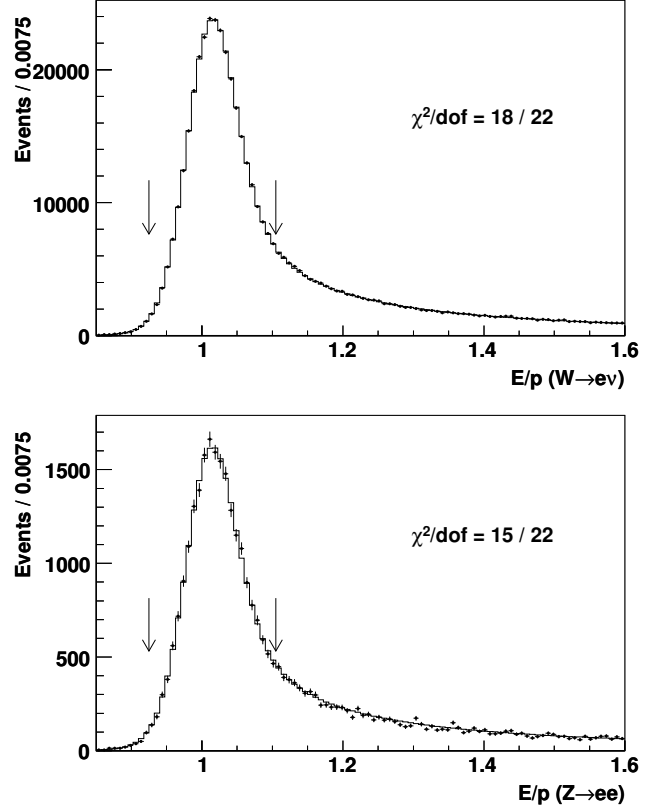 Events / 0.0075
20000
10000
0
χ²/dof = 18 / 22
1
1.2
1.4
1.6
E/p (W→eν)
Events / 0.0075
1500
1000
500
0
χ²/dof = 15 / 22
1
1.2
1.4
1.6
E/p (Z→ee)